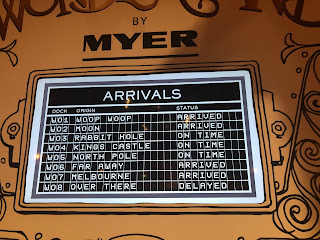 BY
MYER
ARRIVALS
DOCK ORIGIN STATUS
W01 WOOP WOOP ARRIVED
W02 MOON ARRIVED
W03 RABBIT HOLE ON TIME
W04 KINGS CASTLE ON TIME
W05 NORTH POLE ON TIME
W06 FAR AWAY ARRIVED
W07 MELBOURNE ARRIVED
W08 OVER THERE DELAYED